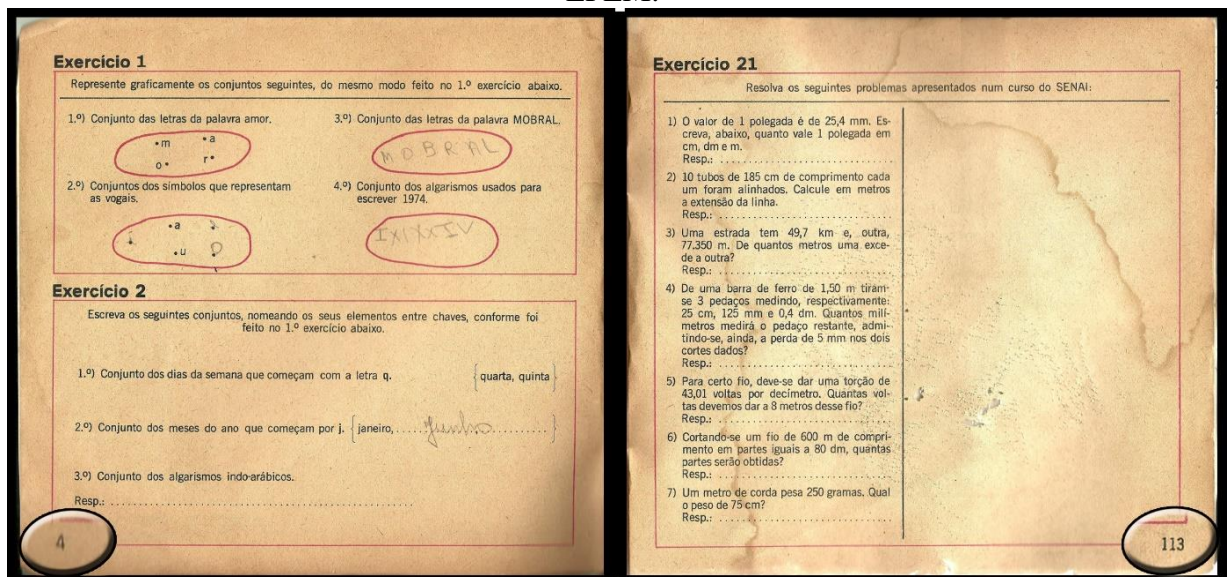 Exercício 1
Represente graficamente os conjuntos seguintes, do mesmo modo feito no 1.º exercício abaixo.
1.º) Conjunto das letras da palavra amor.
•m •a
o• r•
2.º) Conjuntos dos símbolos que representam
as vogais.
•a
•u
3.º) Conjunto das letras da palavra MOBRAL.
MOBRAL
4.º) Conjunto dos algarismos usados para
escrever 1974.
Exercício 2
Escreva os seguintes conjuntos, nomeando os seus elementos entre chaves, conforme foi
feito no 1.º exercício abaixo.
1.º) Conjunto dos dias da semana que começam com a letra q. { quarta, quinta }
2.º) Conjunto dos meses do ano que começam por j. { janeiro, ..... Junho ............ }
3.º) Conjunto dos algarismos indo-arábicos.
Resp.: ............................................................
4
Exercício 21
Resolva os seguintes problemas apresentados num curso do SENAI:
1) O valor de 1 polegada é de 25,4 mm. Es-
creva, abaixo, quanto vale 1 polegada em
cm, dm e m.
Resp.: ..............................
2) 10 tubos de 185 cm de comprimento cada
um foram alinhados. Calcule em metros
a extensão da linha.
Resp.: ..............................
3) Uma estrada tem 49,7 km e, outra,
77.350 m. De quantos metros uma exce-
de a outra?
Resp.: ..............................
4) De uma barra de ferro de 1,50 m tiram-
se 3 pedaços medindo, respectivamente:
25 cm, 125 mm e 0,4 dm. Quantos milí-
metros medirá o pedaço restante, admi-
tindo-se, ainda, a perda de 5 mm nos dois
cortes dados?
Resp.: ..............................
5) Para certo fio, deve-se dar uma torção de
43,01 voltas por decímetro. Quantas vol-
tas devemos dar a 8 metros desse fio?
Resp.: ..............................
6) Cortando-se um fio de 600 m de compri-
mento em partes iguais a 80 dm, quantas
partes serão obtidas?
Resp.: ..............................
7) Um metro de corda pesa 250 gramas. Qual
o peso de 75 cm?
Resp.: ..............................
113